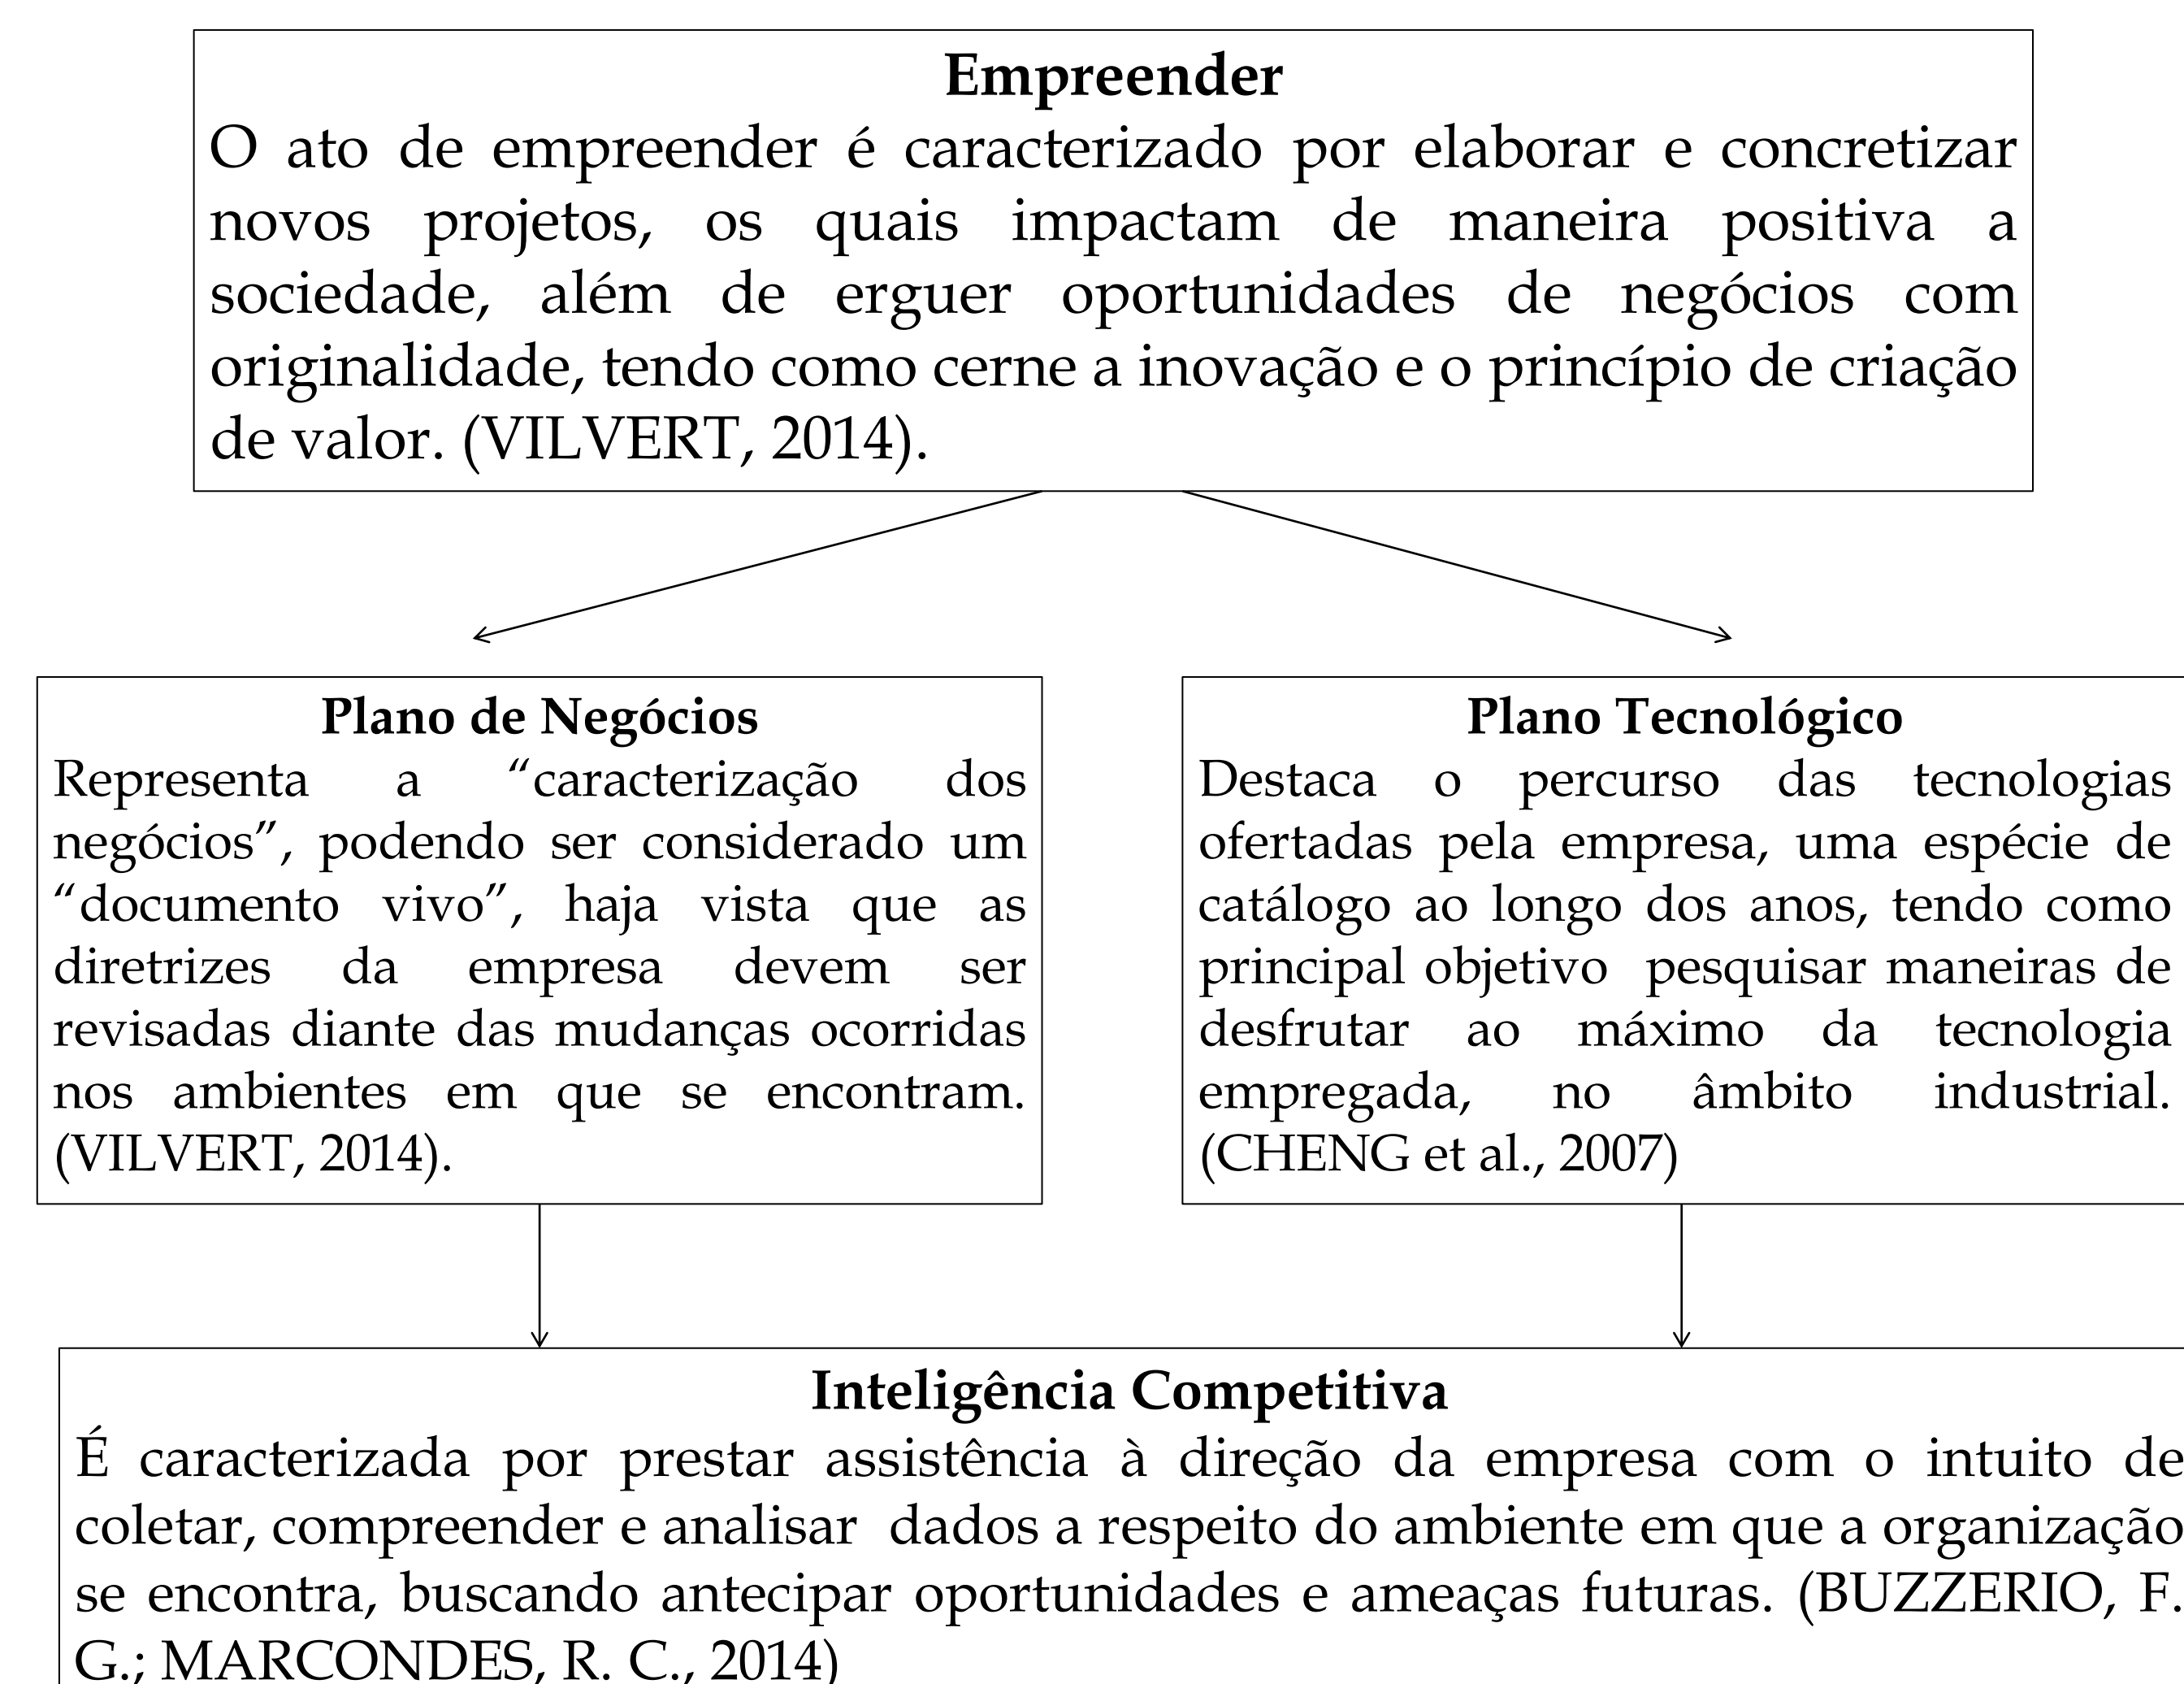 Empreender
O ato de empreender é caracterizado por elaborar e concretizar
novos projetos, os quais impactam de maneira positiva a
sociedade, além de erguer oportunidades de negócios com
originalidade, tendo como cerne a inovação e o princípio de criação
de valor. (VILVERT, 2014).
Plano de Negócios
Representa a “caracterização dos
negócios”, podendo ser considerado um
“documento vivo”, haja vista que as
diretrizes da empresa devem ser
revisadas diante das mudanças ocorridas
nos ambientes em que se encontram.
(VILVERT, 2014).
Plano Tecnológico
Destaca o percurso das tecnologias
ofertadas pela empresa, uma espécie de
catálogo ao longo dos anos, tendo como
principal objetivo pesquisar maneiras de
desfrutar ao máximo da tecnologia
empregada, no âmbito industrial.
(CHENG et al., 2007)
Inteligência Competitiva
É caracterizada por prestar assistência à direção da empresa com o intuito de
coletar, compreender e analisar dados a respeito do ambiente em que a organização
se encontra, buscando antecipar oportunidades e ameaças futuras. (BUZZERIO, F.
G.; MARCONDES, R. C., 2014)